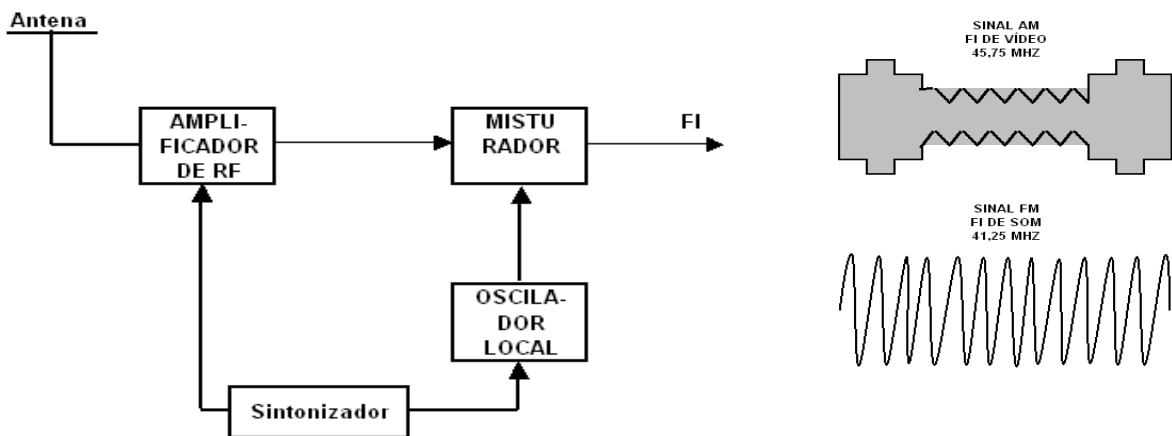 Antena
AMPLI-
FICADOR
DE RF
MISTU
RADOR
FI
OSCILA-
DOR
LOCAL
Sintonizador
SINAL AM
FI DE VÍDEO
45,75 MHZ
SINAL FM
FI DE SOM
41,25 MHZ